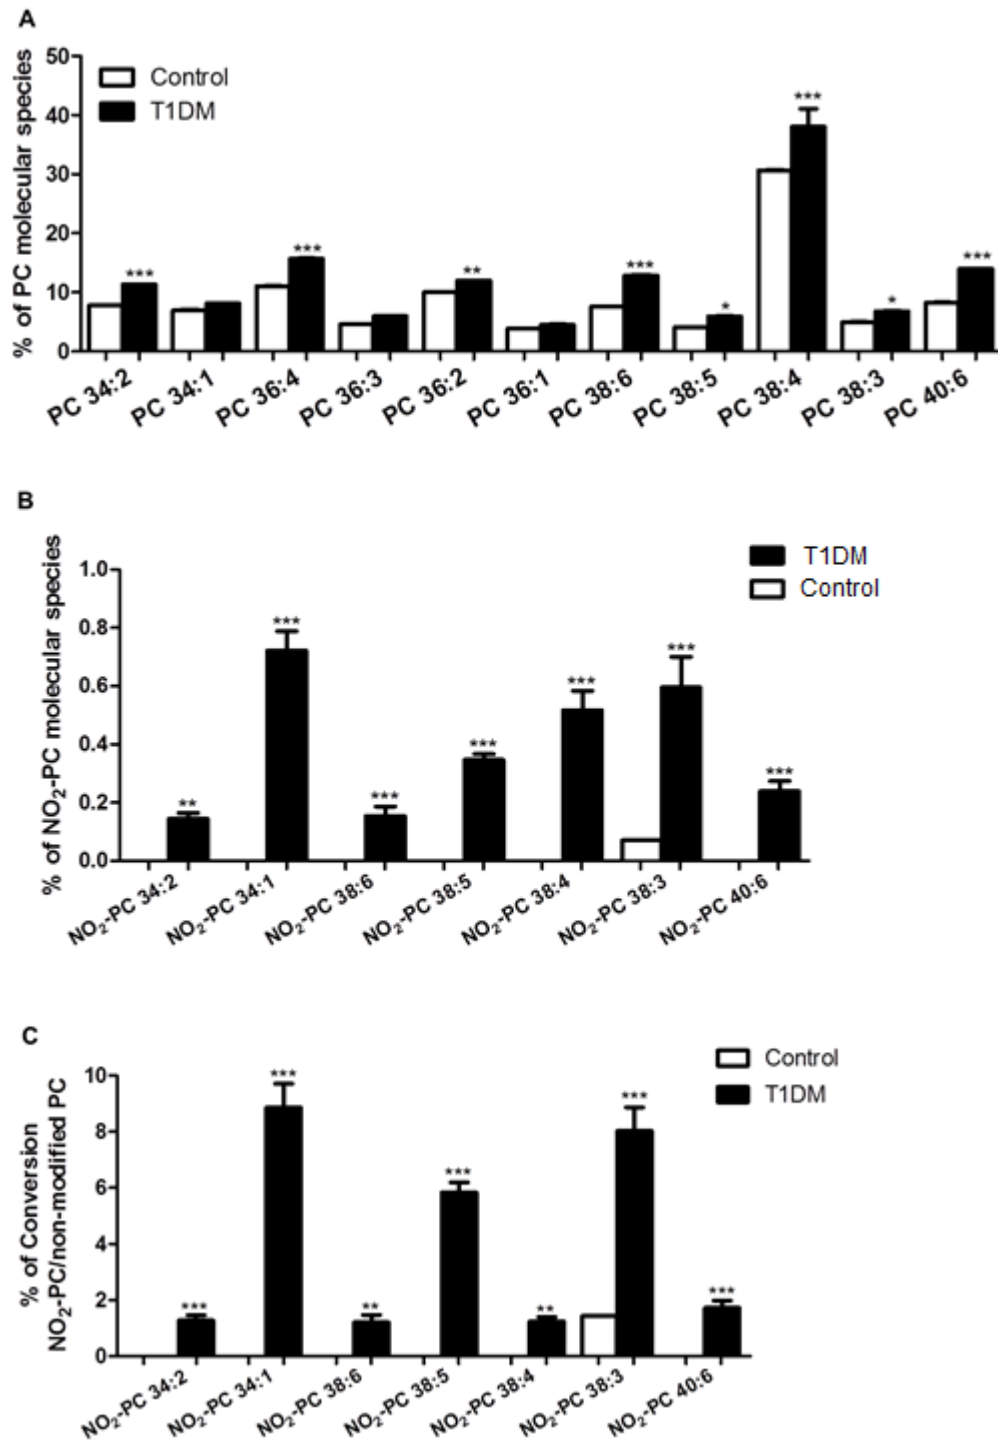 A
% of PC molecular species
50
40
30
20
10
0
Control
T1DM
***
***
**
***
*
***
*
***
PC 34:2
PC 34:1
PC 36:4
PC 36:3
PC 36:2
PC 36:1
PC 38:6
PC 38:5
PC 38:4
PC 38:3
PC 40:6
B
% of NO₂-PC molecular species
1.0
0.8
0.6
0.4
0.2
0.0
T1DM
Control
**
***
***
***
***
***
***
NO₂-PC 34:2
NO₂-PC 34:1
NO₂-PC 38:6
NO₂-PC 38:5
NO₂-PC 38:4
NO₂-PC 38:3
NO₂-PC 40:6
C
% of Conversion
NO₂-PC/non-modified PC
10
8
6
4
2
0
Control
T1DM
***
***
**
***
**
***
***
NO₂-PC 34:2
NO₂-PC 34:1
NO₂-PC 38:6
NO₂-PC 38:5
NO₂-PC 38:4
NO₂-PC 38:3
NO₂-PC 40:6